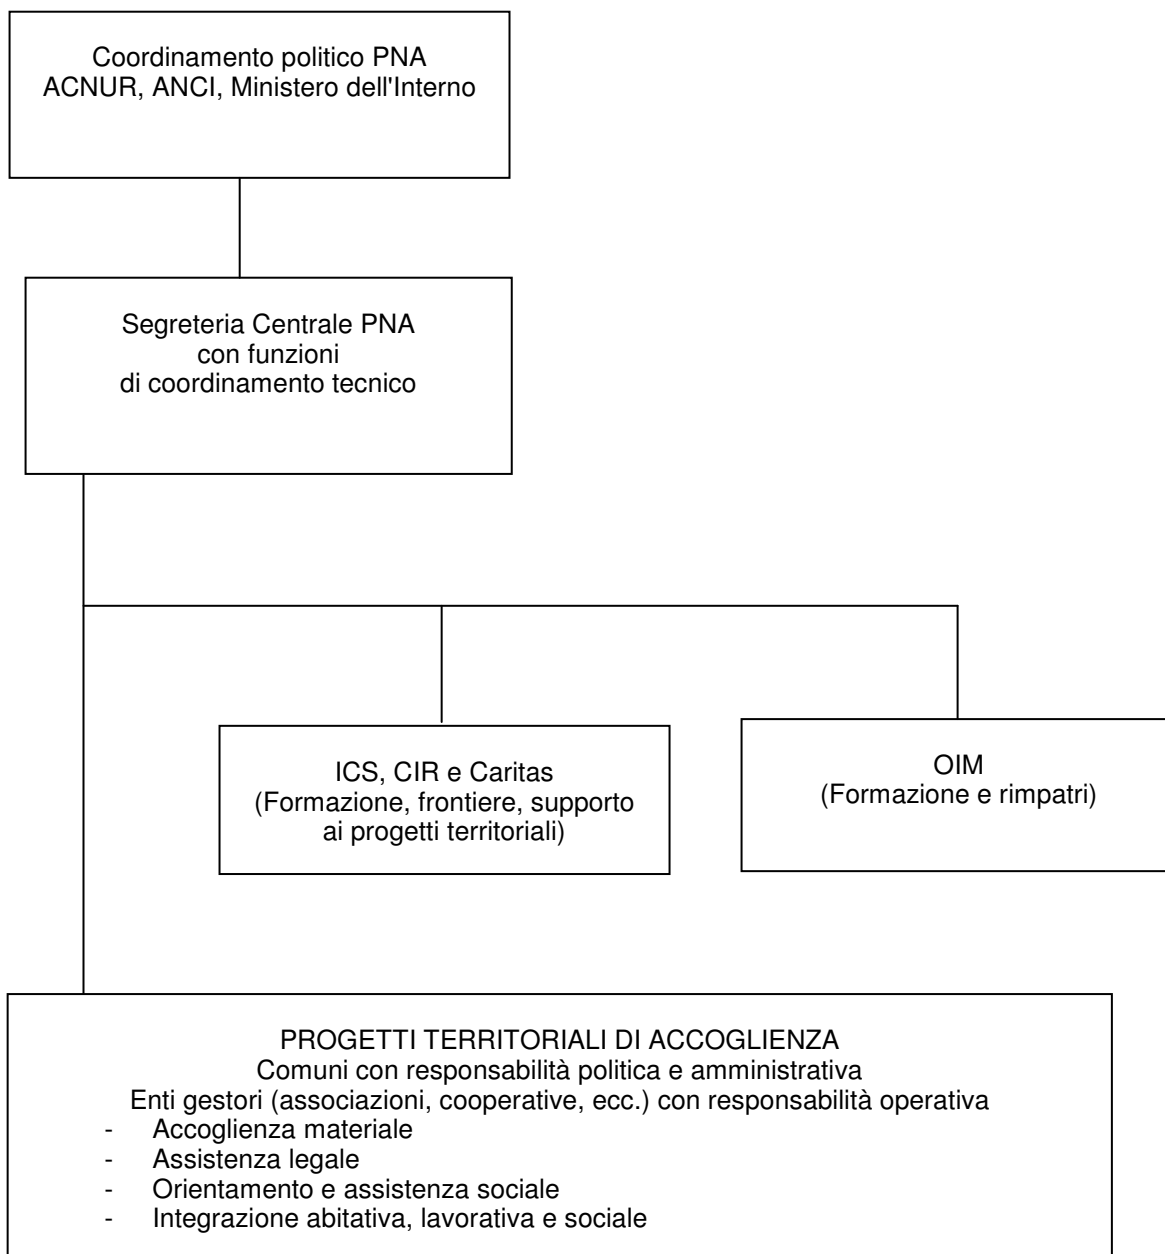 Coordinamento politico PNA
ACNUR, ANCI, Ministero dell'Interno
Segreteria Centrale PNA
con funzioni
di coordinamento tecnico
ICS, CIR e Caritas
(Formazione, frontiere, supporto
ai progetti territoriali)
OIM
(Formazione e rimpatri)
PROGETTI TERRITORIALI DI ACCOGLIENZA
Comuni con responsabilità politica e amministrativa
Enti gestori (associazioni, cooperative, ecc.) con responsabilità operativa
- Accoglienza materiale
- Assistenza legale
- Orientamento e assistenza sociale
- Integrazione abitativa, lavorativa e sociale